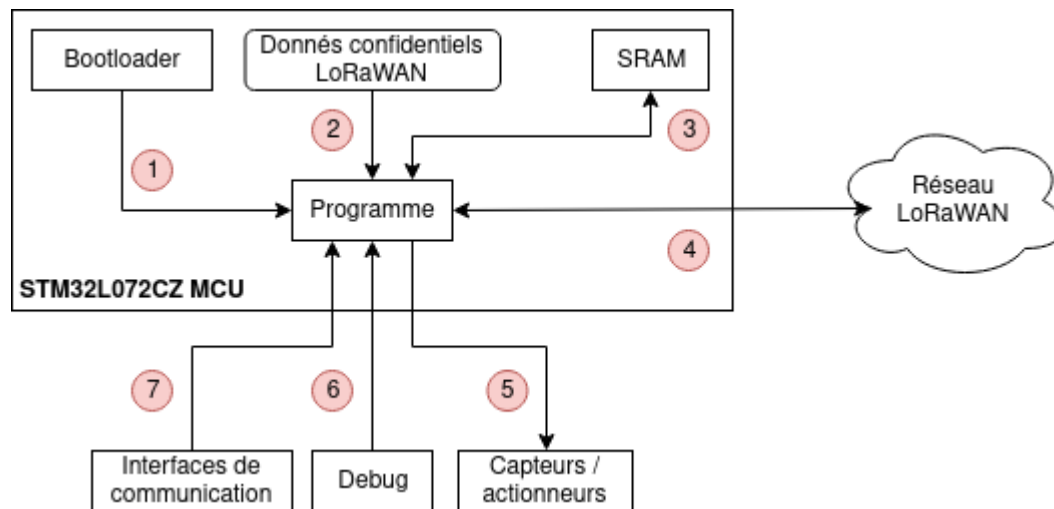 Bootloader
Donnés confidentiels
LoRaWAN
SRAM
1
2
3
Programme
Réseau
LoRaWAN
4
STM32L072CZ MCU
7
6
5
Interfaces de
communication
Debug
Capteurs /
actionneurs